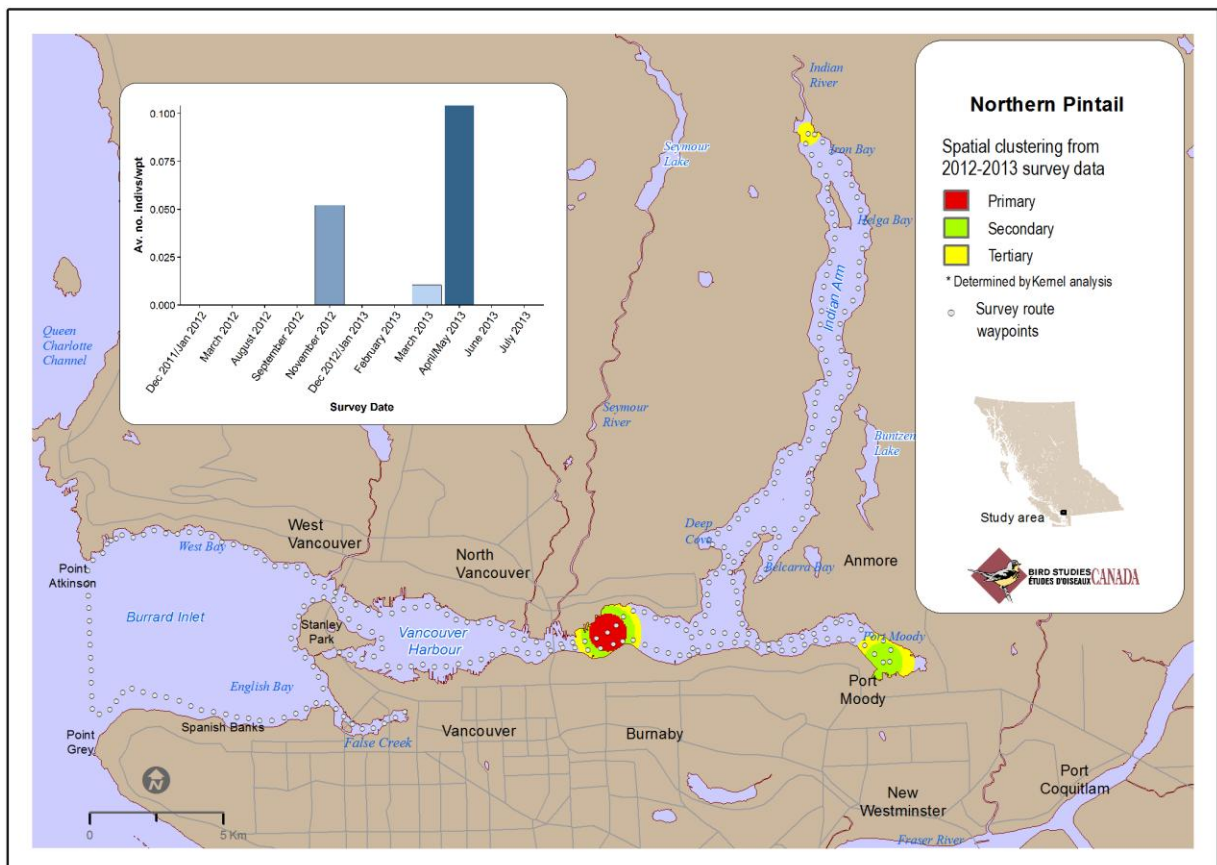 0.100
0.075
0.050
0.025
0.000
Av. no. indivs/wpt
Dec 2011/Jan 2012
March 2012
August 2012
September 2012
November 2012
Dec 2012/Jan 2013
February 2013
March 2013
April/May 2013
June 2013
July 2013
Survey Date
Northern Pintail
Spatial clustering from
2012-2013 survey data
Primary
Secondary
Tertiary
* Determined by Kernel analysis
Survey route
waypoints
Study area
BIRD STUDIES
ÉTUDES D'OISEAUX
CANADA
Indian
River
Iron Bay
Helga Bay
Indian Arm
Seymour
Lake
Seymour
River
Buntzen
Lake
Queen
Charlotte
Channel
Deep
Cove
Belcarra Bay
Anmore
West
Vancouver
West Bay
North
Vancouver
Point
Atkinson
Burrard Inlet
Stanley
Park
Vancouver
Harbour
Port Moody
Port
Moody
English Bay
Spanish Banks
Point
Grey
False Creek
Vancouver
Burnaby
New
Westminster
Port
Coquitlam
Fraser River
N
0
5 Km